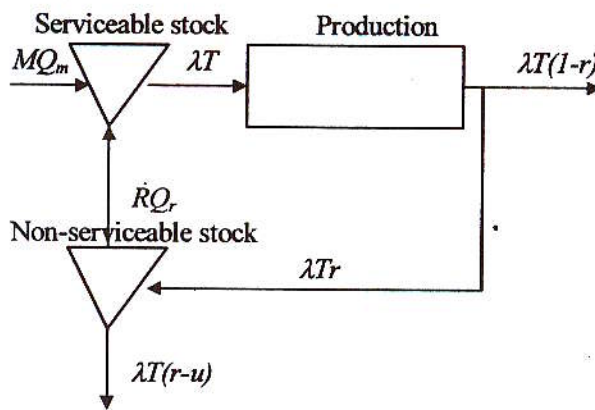 Serviceable stock
Production
MQₘ
λT
λT(1-r)
ṘQᵣ
Non-serviceable stock
λTr
λT(r-u)